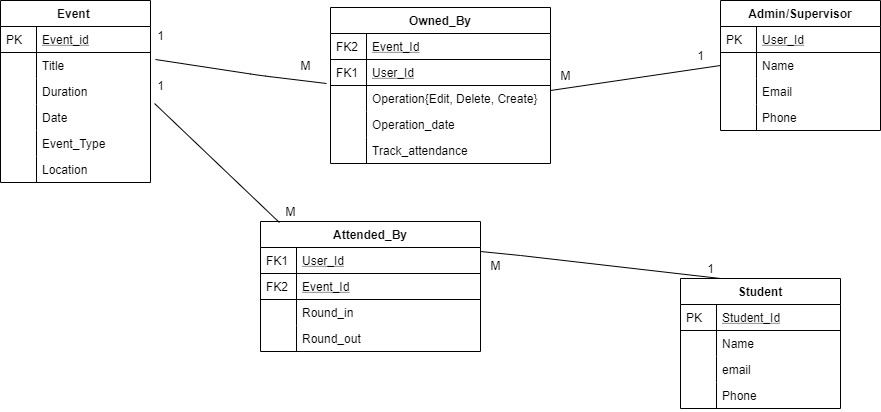 Event
PK Event_id
Title
Duration
Date
Event_Type
Location
1
M
1
M
Owned_By
FK2 Event_Id
FK1 User_Id
Operation{Edit, Delete, Create}
Operation_date
Track_attendance
M
1
Admin/Supervisor
PK User_Id
Name
Email
Phone
Attended_By
FK1 User_Id
FK2 Event_Id
Round_in
Round_out
M
1
Student
PK Student_Id
Name
email
Phone